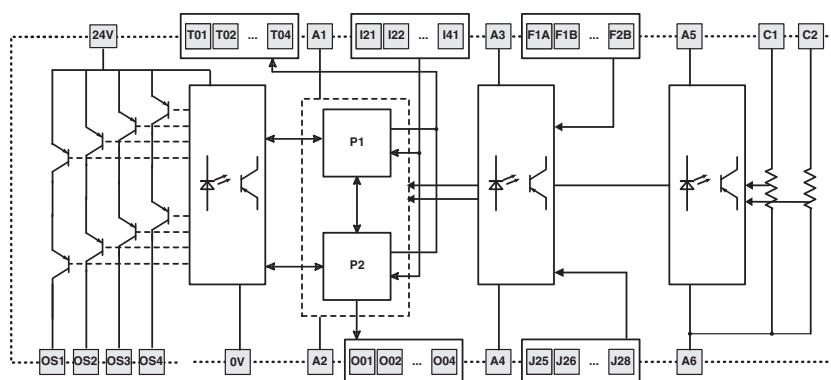 24V T01 T02 ... T04 A1 I21 I22 ... I41 A3 F1A F1B ... F2B A5 C1 C2
P1
P2
OS1 OS2 OS3 OS4 0V A2 O01 O02 ... O04 A4 J25 J26 ... J28 A6